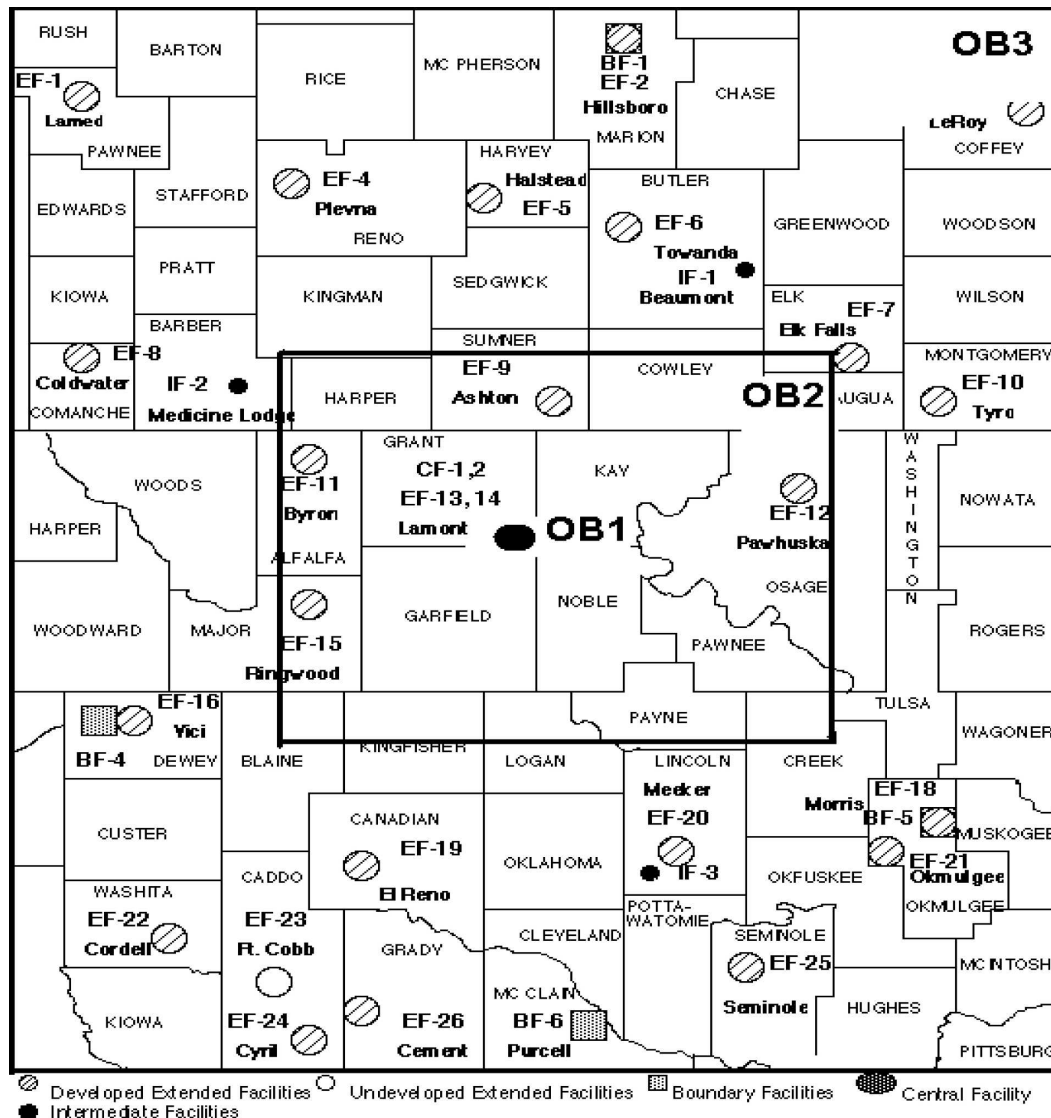 RUSH
BARTON
RICE
MC PHERSON
BF-1
EF-2
Hillsboro
MARION
CHASE
OB3
EF-1
Larned
PAWNEE
LeRoy
COFFEY
HARVEY
Halstead
EF-5
EF-4
Plevna
RENO
STAFFORD
EDWARDS
BUTLER
EF-6
Towanda
IF-1
Beaumont
GREENWOOD
WOODSON
PRATT
KIOWA
KINGMAN
SEDGWICK
ELK
EF-7
Elk Falls
WILSON
BARBER
EF-8
Coldwater
COMANCHE
IF-2
Medicine Lodge
SUMNER
EF-9
Ashton
HARPER
COWLEY
OB2
AUGUA
MONTGOMERY
EF-10
Tyro
WOODS
HARPER
EF-11
Byron
ALFALFA
GRANT
CF-1,2
EF-13,14
Lamont
OB1
KAY
EF-12
Pawhuska
OSAGE
WASHINGTON
NOWATA
WOODWARD
MAJOR
EF-15
Ringwood
GARFIELD
NOBLE
PAWNEE
ROGERS
EF-16
Vici
BF-4
DEWEY
BLAINE
KINGFISHER
LOGAN
PAYNE
TULSA
WAGONER
LINCOLN
Meeker
EF-20
IF-3
CREEK
Morris
EF-18
BF-5
MUSKOGEE
EF-21
Okmulgee
OKMULGEE
CUSTER
CANADIAN
EF-19
El Reno
OKLAHOMA
OKFUSKEE
WASHITA
EF-22
Cordell
CADDO
EF-23
Ft. Cobb
GRADY
CLEVELAND
POTTA-
WATOMIE
SEMINOLE
EF-25
Seminole
MC INTOSH
KIOWA
EF-24
Cyril
EF-26
Cement
MC CLAIN
BF-6
Purcell
HUGHES
PITTSBURG
Developed Extended Facilities Undeveloped Extended Facilities Boundary Facilities Central Facility
Intermediate Facilities